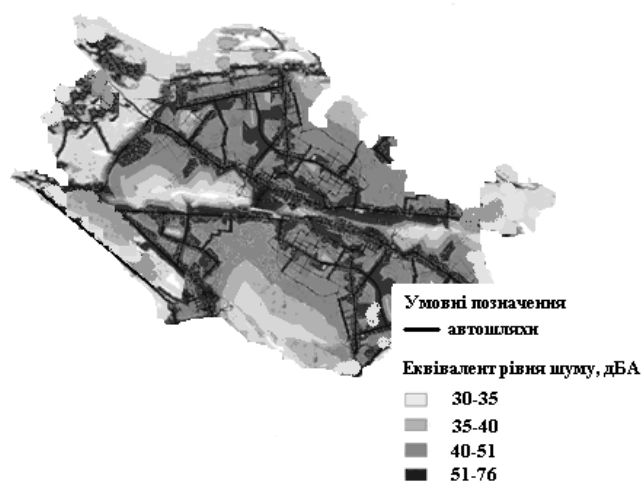 Умовні позначення
автошляхи
Еквівалент рівня шуму, дБА
30-35
35-40
40-51
51-76